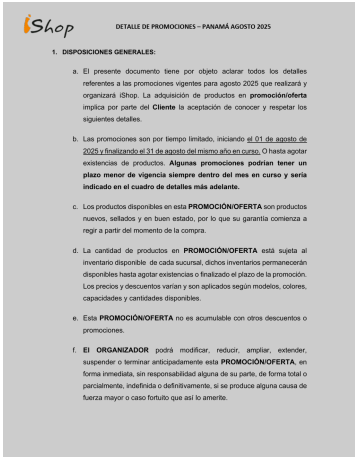 iShop
DETALLE DE PROMOCIONES – PANAMÁ AGOSTO 2025
1. DISPOSICIONES GENERALES:
a. El presente documento tiene por objeto aclarar todos los detalles
referentes a las promociones vigentes para agosto 2025 que realizará y
organizará iShop. La adquisición de productos en promoción/oferta
implica por parte del Cliente la aceptación de conocer y respetar los
siguientes detalles.
b. Las promociones son por tiempo limitado, iniciando el 01 de agosto de
2025 y finalizando el 31 de agosto del mismo año en curso. O hasta agotar
existencias de productos. Algunas promociones podrían tener un
plazo menor de vigencia siempre dentro del mes en curso y sería
indicado en el cuadro de detalles más adelante.
c. Los productos disponibles en esta PROMOCIÓN/OFERTA son productos
nuevos, sellados y en buen estado, por lo que su garantía comienza a
regir a partir del momento de la compra.
d. La cantidad de productos en PROMOCIÓN/OFERTA está sujeta al
inventario disponible de cada sucursal, dichos inventarios permanecerán
disponibles hasta agotar existencias o finalizado el plazo de la promoción.
Los precios y descuentos varían y son aplicados según modelos, colores,
capacidades y cantidades disponibles.
e. Esta PROMOCIÓN/OFERTA no es acumulable con otros descuentos o
promociones.
f. El ORGANIZADOR podrá modificar, reducir, ampliar, extender,
suspender o terminar anticipadamente esta PROMOCIÓN/OFERTA, en
forma inmediata, sin responsabilidad alguna de su parte, de forma total o
parcialmente, indefinida o definitivamente, si se produce alguna causa de
fuerza mayor o caso fortuito que así lo amerite.